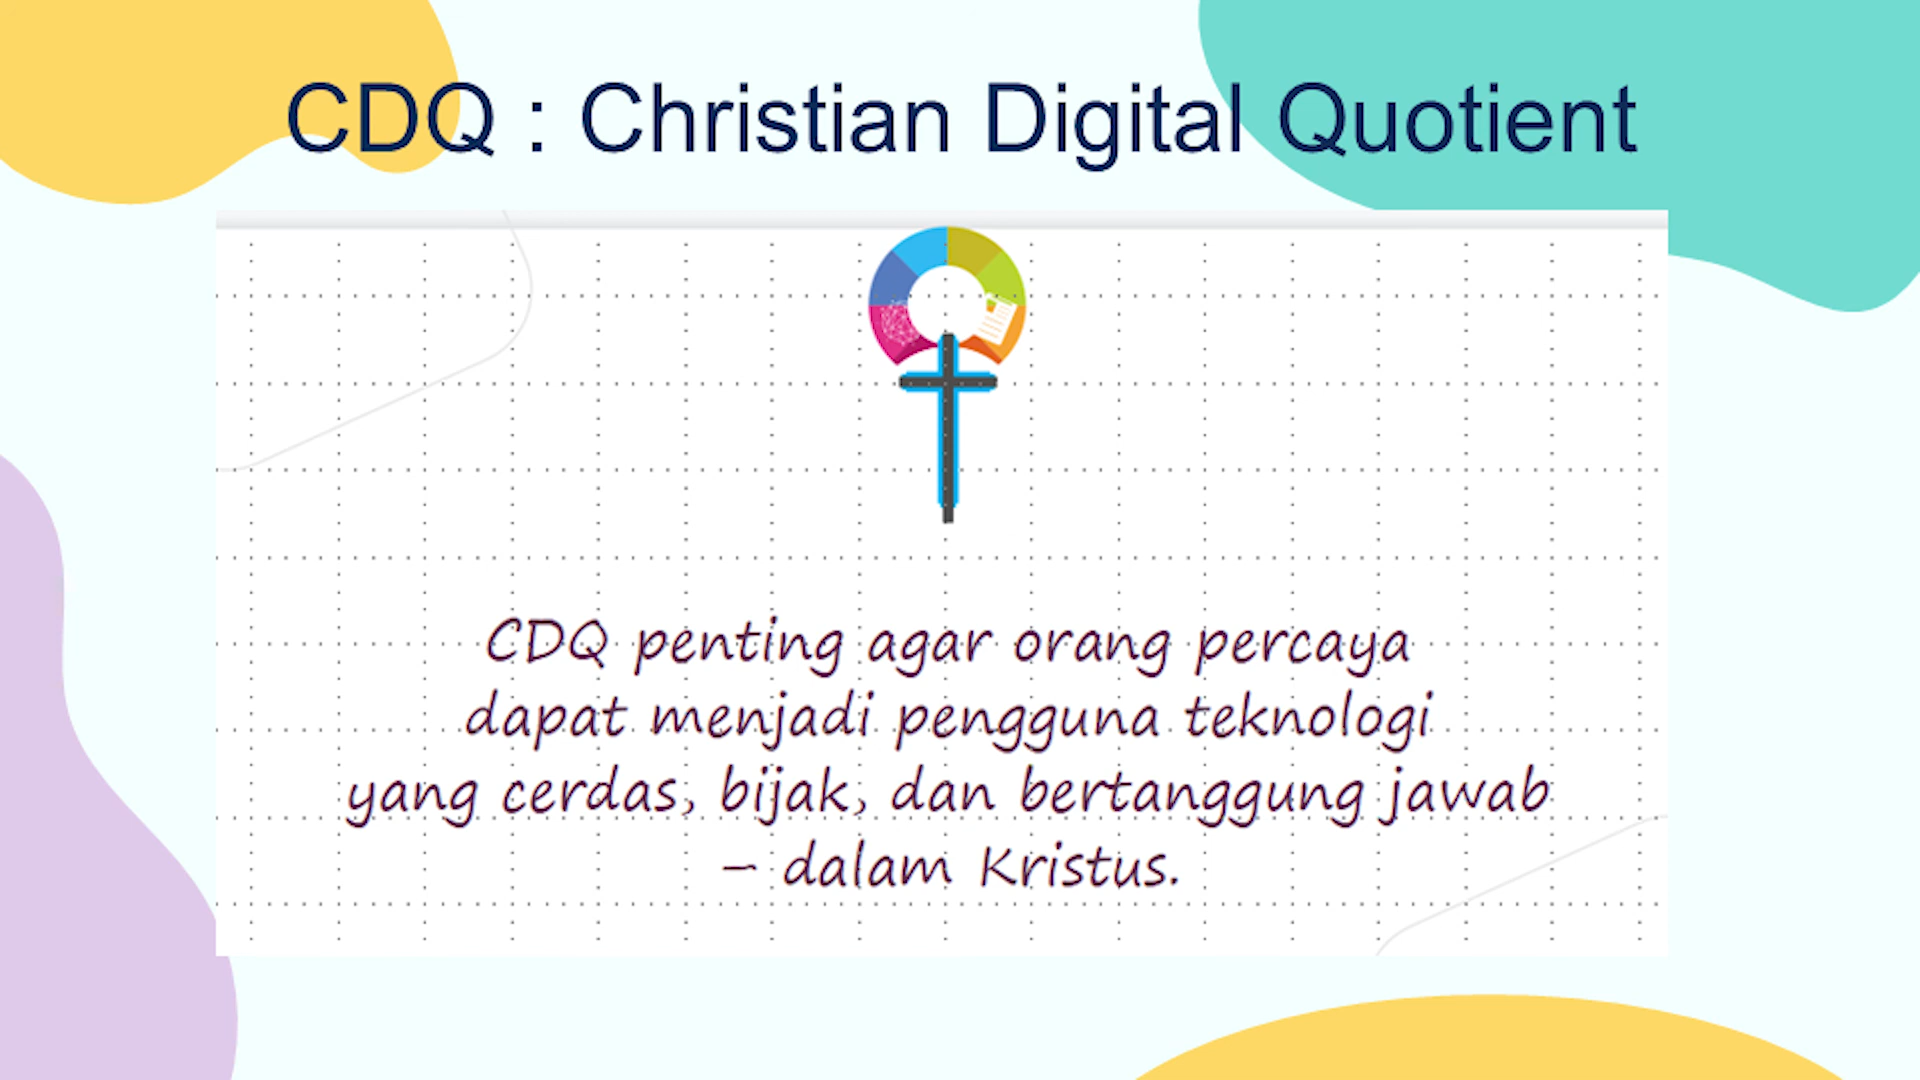 CDQ : Christian Digital Quotient
CDQ penting agar orang percaya
dapat menjadi pengguna teknologi
yang cerdas, bijak, dan bertanggung jawab
– dalam Kristus.